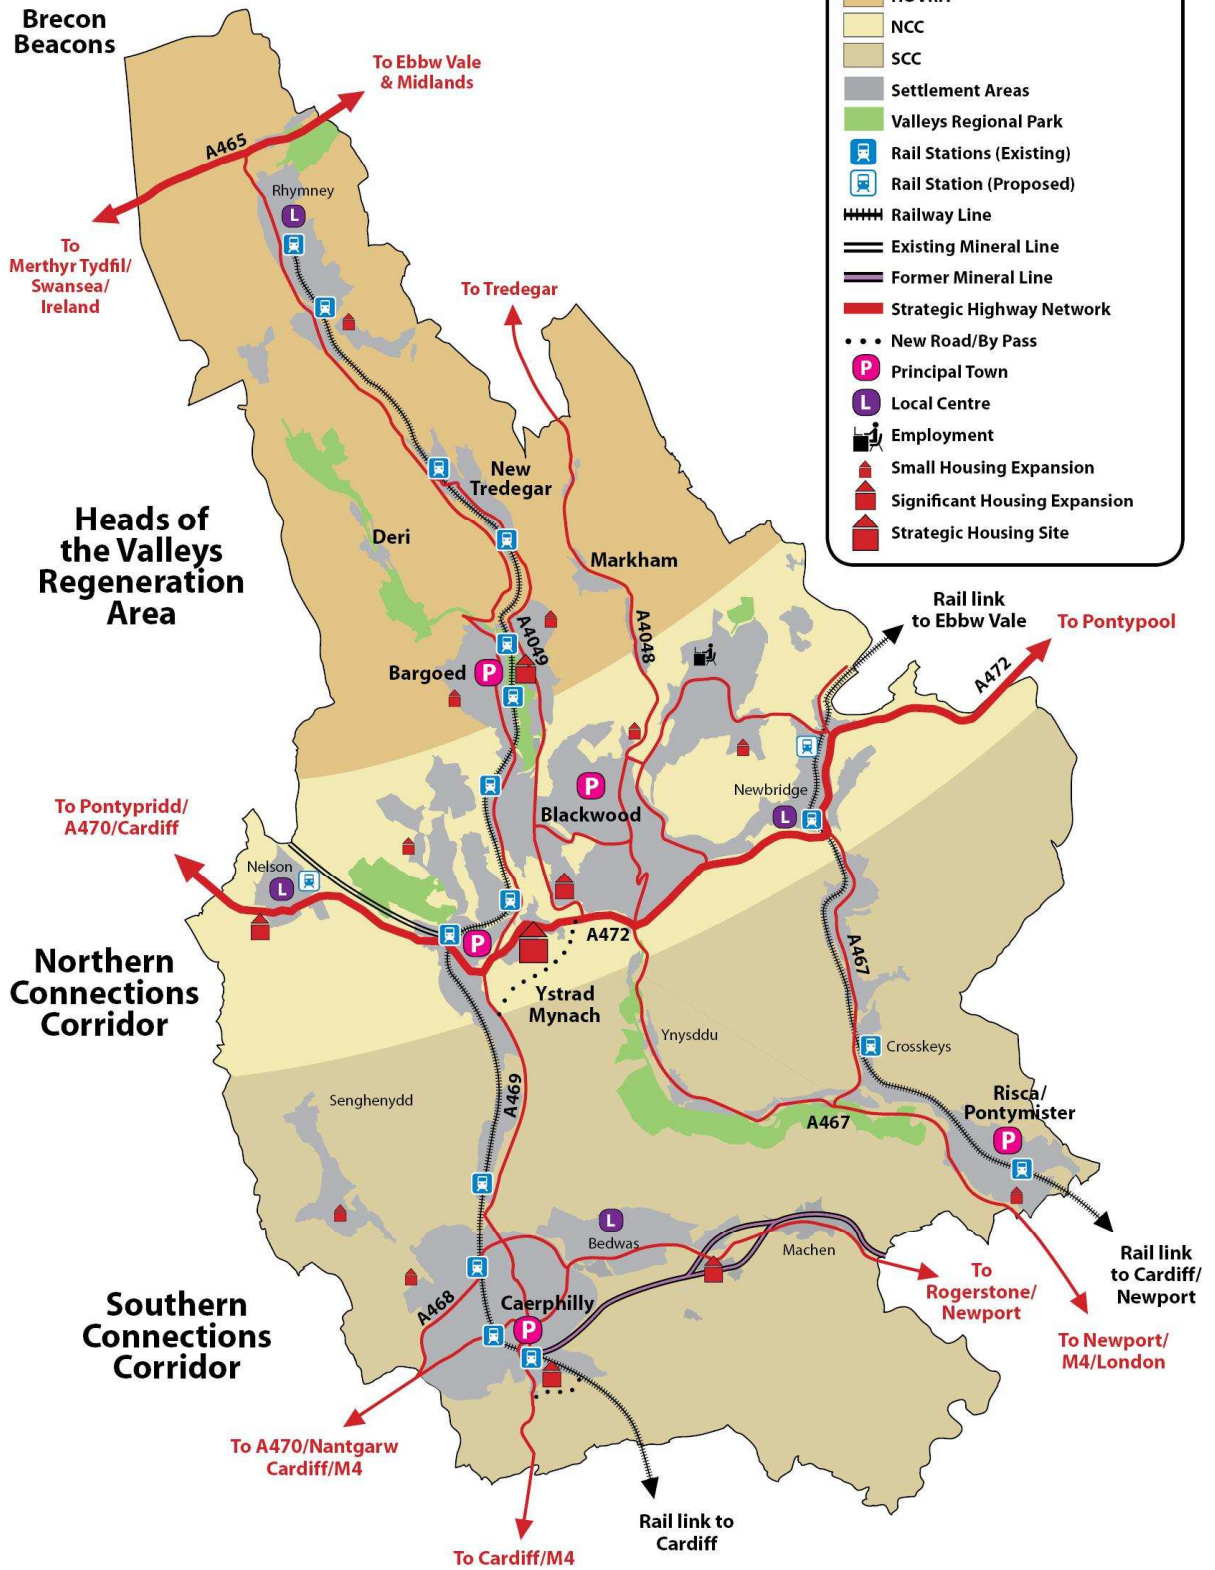 Brecon
Beacons
To Ebbw Vale
& Midlands
A465
To
Merthyr Tydfil/
Swansea/
Ireland
Rhymney
L
To Tredegar
NCC
SCC
Settlement Areas
Valleys Regional Park
Rail Stations (Existing)
Rail Station (Proposed)
Railway Line
Existing Mineral Line
Former Mineral Line
Strategic Highway Network
New Road/By Pass
P
Principal Town
L
Local Centre
Employment
Small Housing Expansion
Significant Housing Expansion
Strategic Housing Site
New
Tredegar
Heads of
the Valleys
Regeneration
Area
Deri
Markham
A4049
A4048
Bargoed
P
Rail link
to Ebbw Vale
To Pontypool
A472
To Pontypridd/
A470/Cardiff
P
Blackwood
Newbridge
L
Nelson
L
P
A472
A467
Northern
Connections
Corridor
Ystrad
Mynach
Ynysddu
Crosskeys
Senghenydd
A469
Risca/
Pontymister
P
A467
L
Bedwas
Machen
Southern
Connections
Corridor
A468
Caerphilly
P
To
Rogerstone/
Newport
Rail link
to Cardiff/
Newport
To Newport/
M4/London
To A470/Nantgarw
Cardiff/M4
Rail link to
Cardiff
To Cardiff/M4